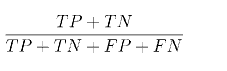 TP + TN
TP + TN + FP + FN